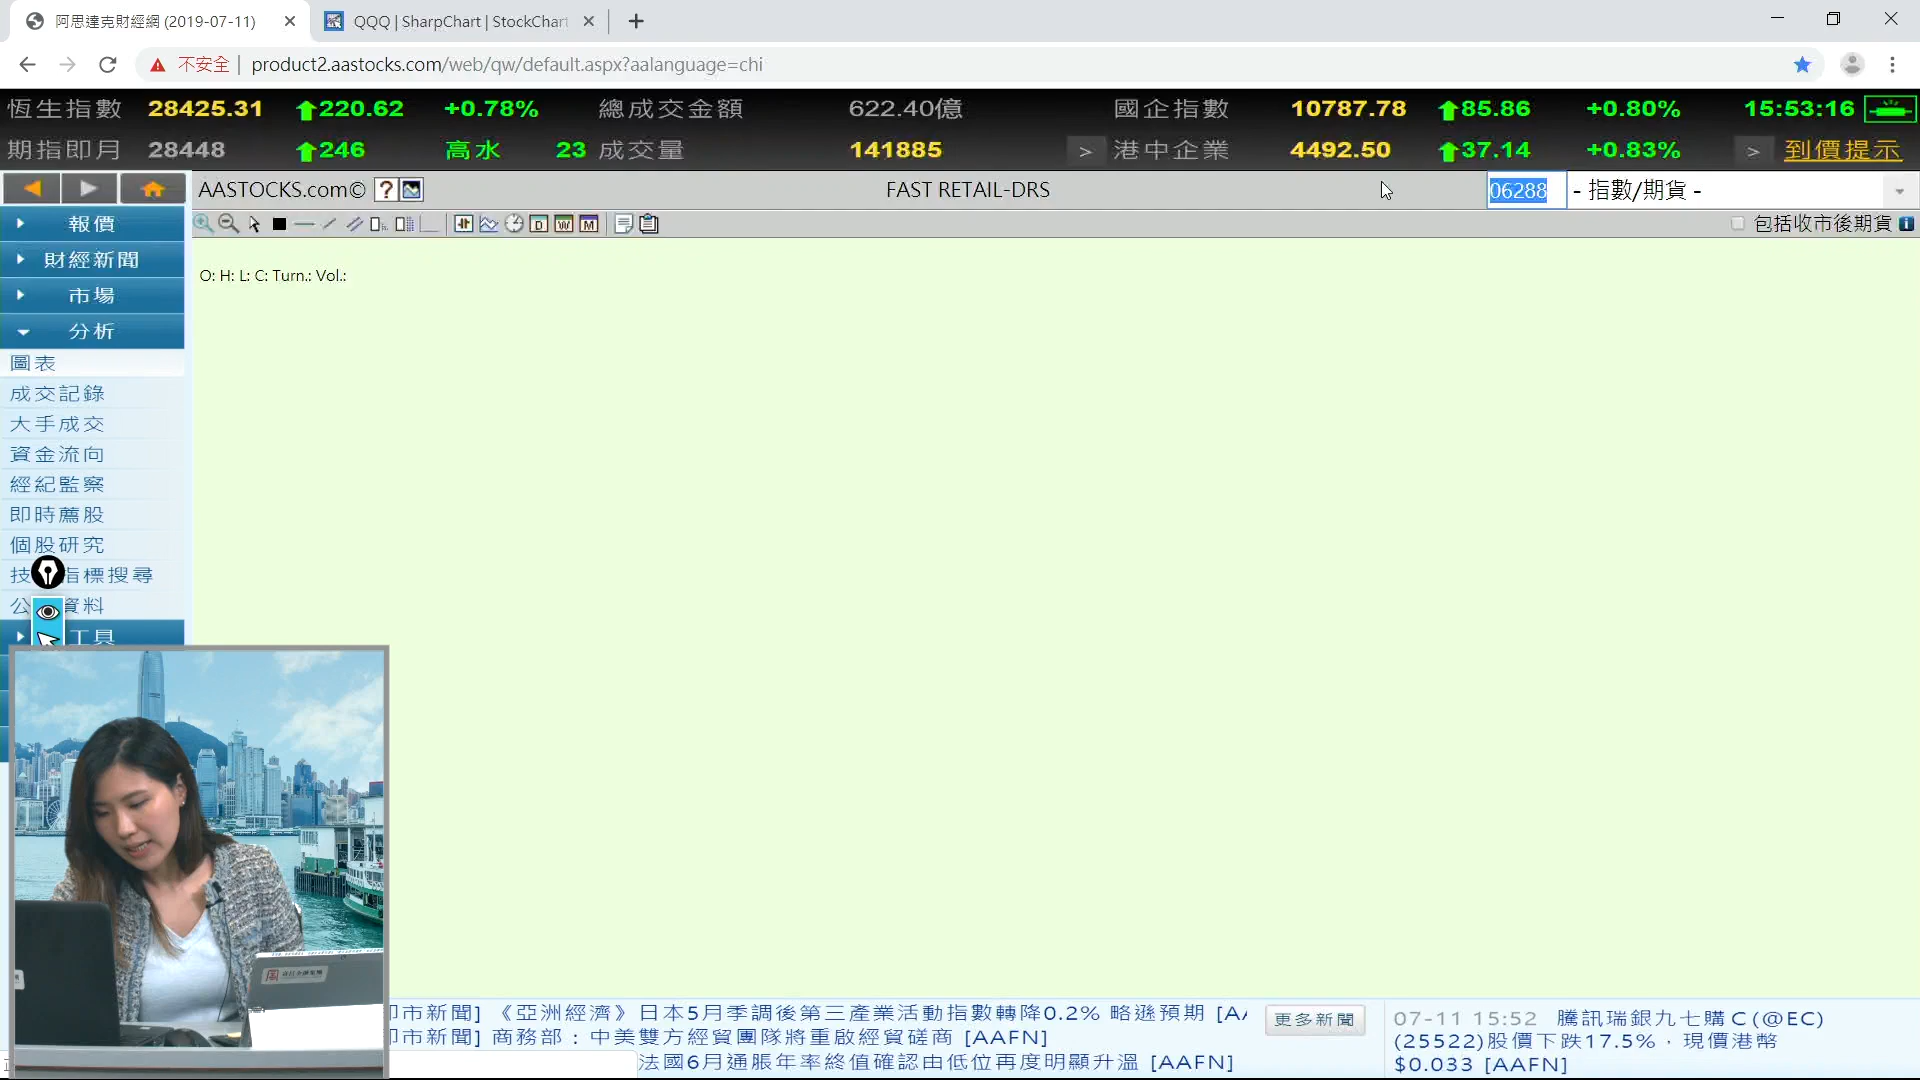 阿思達克財經網 (2019-07-11)
QQQ | SharpChart | StockChart
不安全 | product2.aastocks.com/web/qw/default.aspx?aalanguage=chi
恆生指數 28425.31 220.62 +0.78% 總成交金額 622.40億 國企指數 10787.78 85.86 +0.80% 15:53:16
期指即月 28448 246 高水 23 成交量 141885 > 港中企業 4492.50 37.14 +0.83% > 到價提示
AASTOCKS.com© ? FAST RETAIL-DRS 06288 - 指數/期貨 -
D W M 包括收市後期貨 i
O: H: L: C: Turn.: Vol.:
報價
財經新聞
市場
分析
圖表
成交記錄
大手成交
資金流向
經紀監察
即時薦股
個股研究
技 指標搜尋
公 資料
工具
市新聞] 《亞洲經濟》日本5月季調後第三產業活動指數轉降0.2% 略遜預期 [A
市新聞] 商務部：中美雙方經貿團隊將重啟經貿磋商 [AAFN]
法國6月通脹年率終值確認由低位再度明顯升溫 [AAFN]
更多新聞
07-11 15:52 騰訊瑞銀九七購Ｃ(@EC)
(25522)股價下跌17.5%，現價港幣
$0.033 [AAFN]